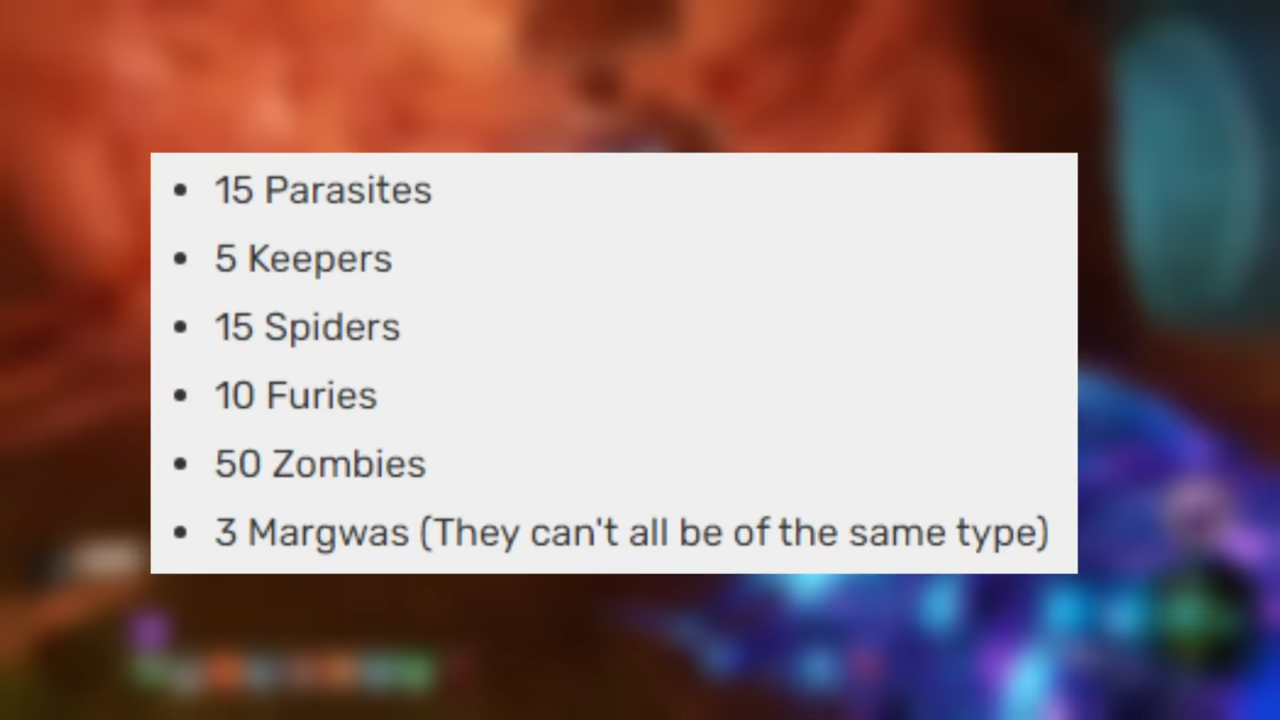 • 15 Parasites
• 5 Keepers
• 15 Spiders
• 10 Furies
• 50 Zombies
• 3 Margwas (They can't all be of the same type)